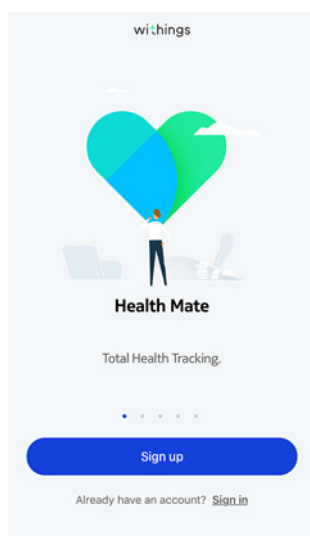 withings
Health Mate
Total Health Tracking.
Sign up
Already have an account? Sign in